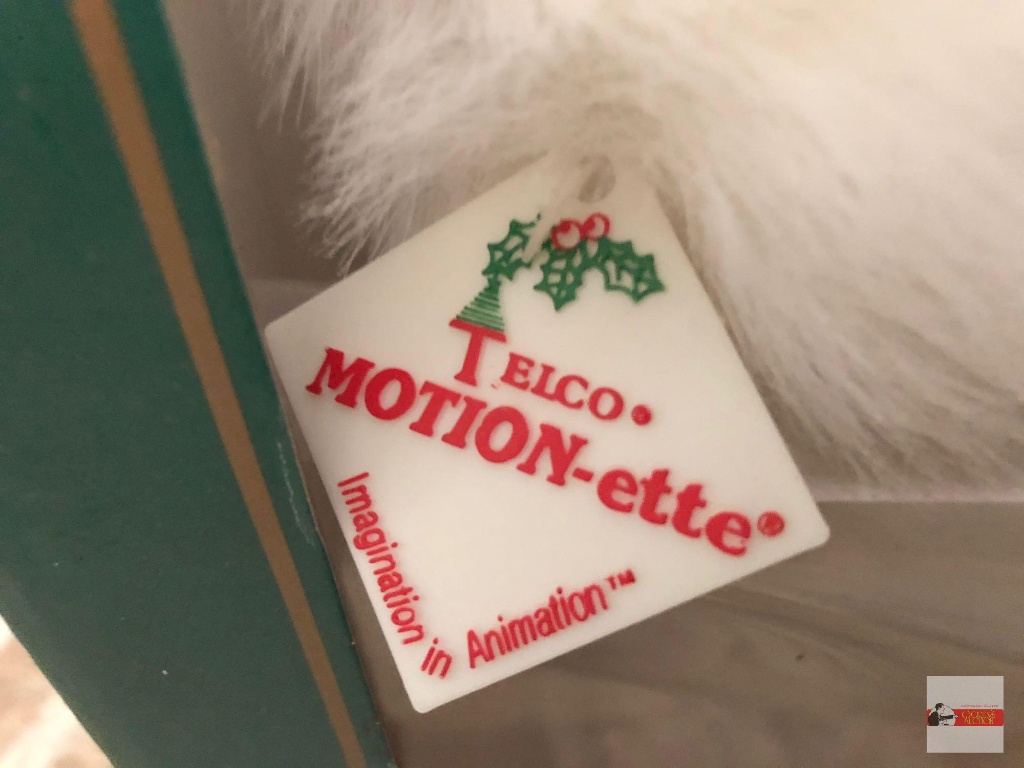 TELCO®
MOTION-ette®
Imagination in Animation™